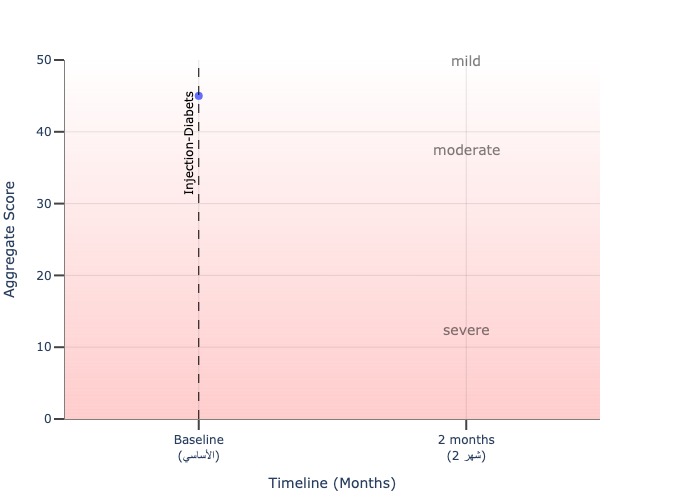 50
mild
40
moderate
30
20
severe
10
0
Injection-Diabets
Aggregate Score
Baseline
(الأساسي)
2 months
(2 شهر)
Timeline (Months)